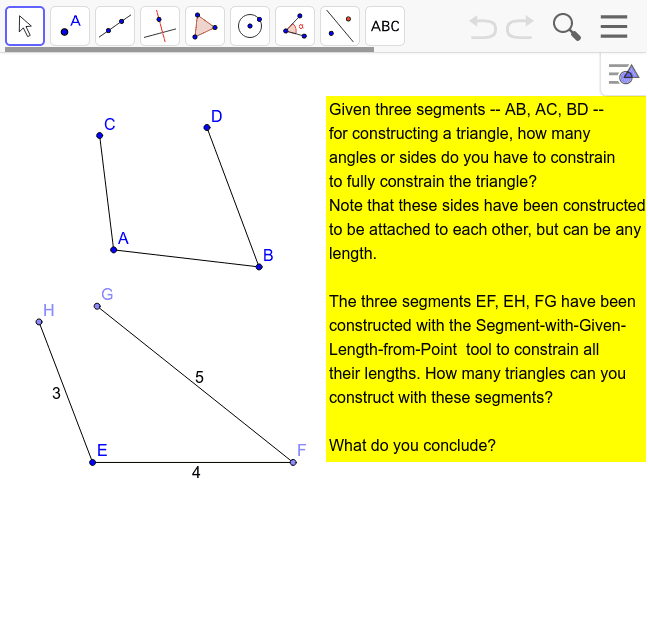 A
ABC
Given three segments -- AB, AC, BD --
for constructing a triangle, how many
angles or sides do you have to constrain
to fully constrain the triangle?
Note that these sides have been constructed
to be attached to each other, but can be any
length.
The three segments EF, EH, FG have been
constructed with the Segment-with-Given-
Length-from-Point  tool to constrain all
their lengths. How many triangles can you
construct with these segments?
What do you conclude?
C
D
A
B
H
G
5
3
E
F
4